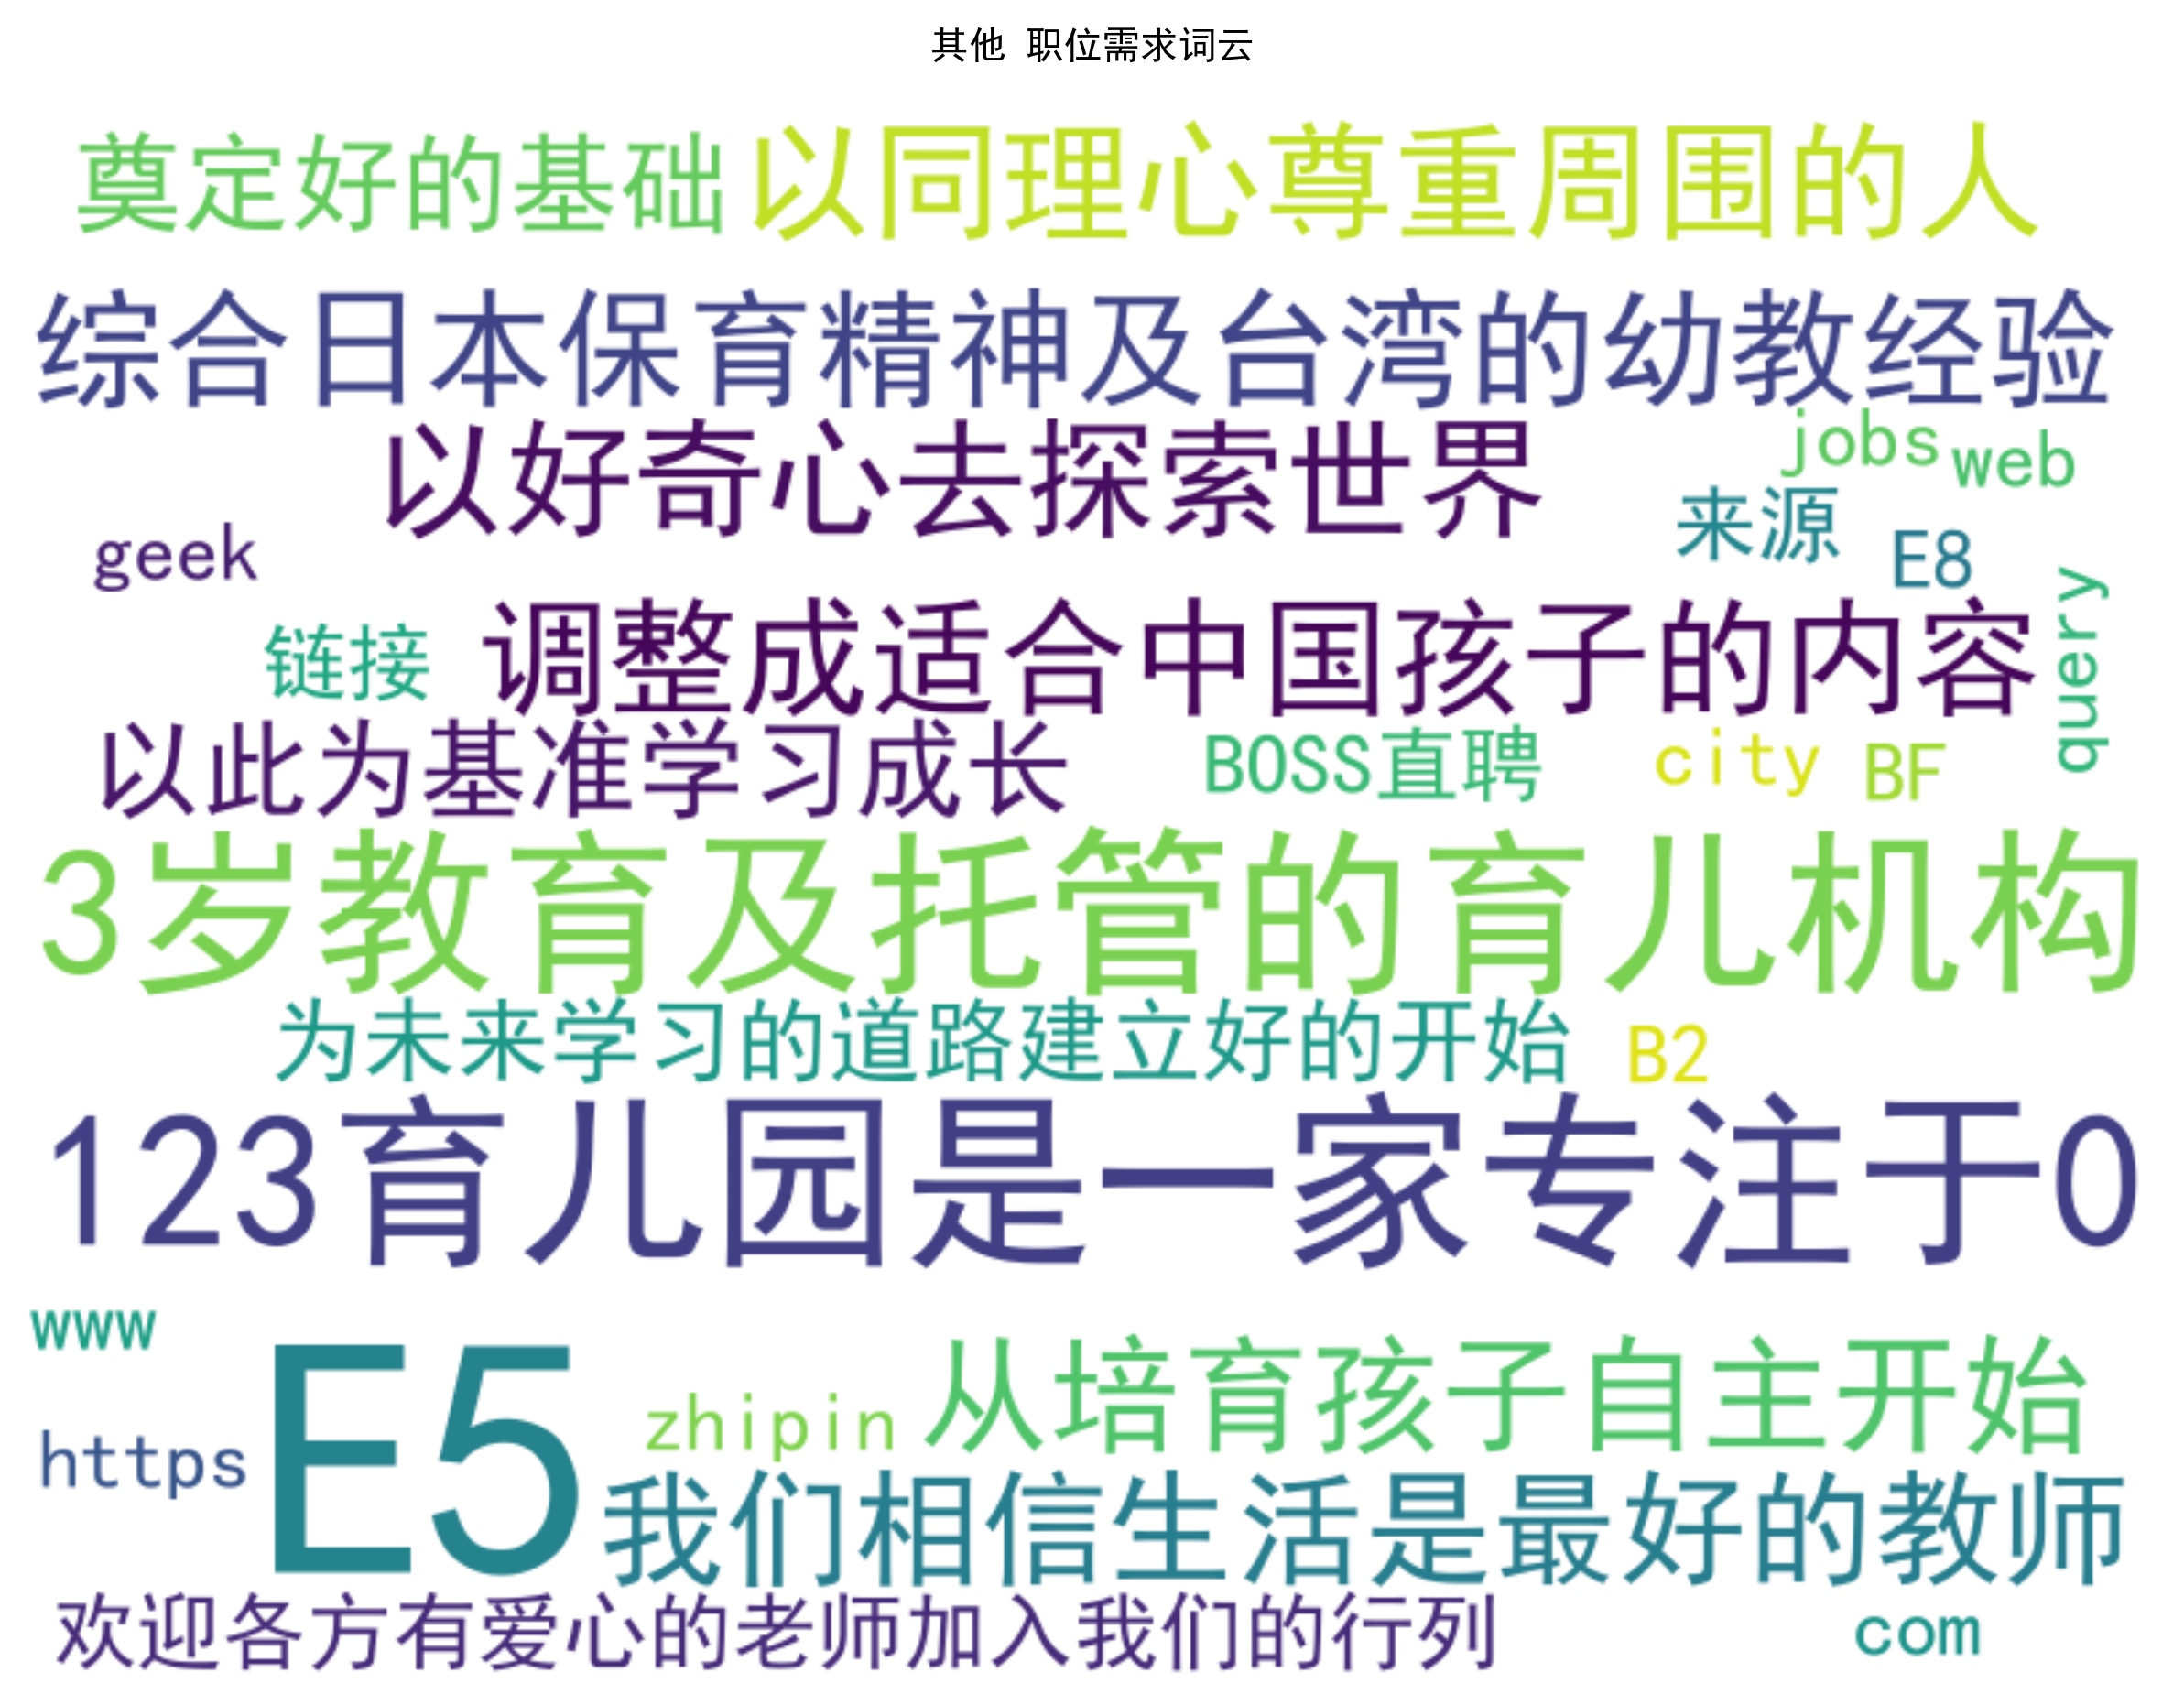 其他 职位需求词云
奠定好的基础 以同理心尊重周围的人
综合日本保育精神及台湾的幼教经验
以好奇心去探索世界 jobs web
geek 来源 E8
链接 调整成适合中国孩子的内容 query
以此为基准学习成长 BOSS直聘 city BF
3岁教育及托管的育儿机构
为未来学习的道路建立好的开始 B2
123育儿园是一家专注于0
www
https E5 zhipin 从培育孩子自主开始
我们相信生活是最好的教师
欢迎各方有爱心的老师加入我们的行列 com